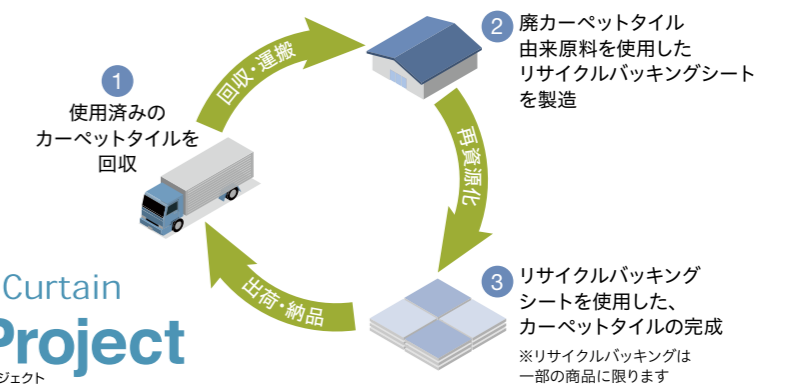 1
使用済みの
カーペットタイルを
回収
回収・運搬
2
廃カーペットタイル
由来原料を使用した
リサイクルバッキングシート
を製造
再資源化
3
リサイクルバッキング
シートを使用した、
カーペットタイルの完成
※リサイクルバッキングは
一部の商品に限ります
出荷・納品
Curtain
Project
ジェクト